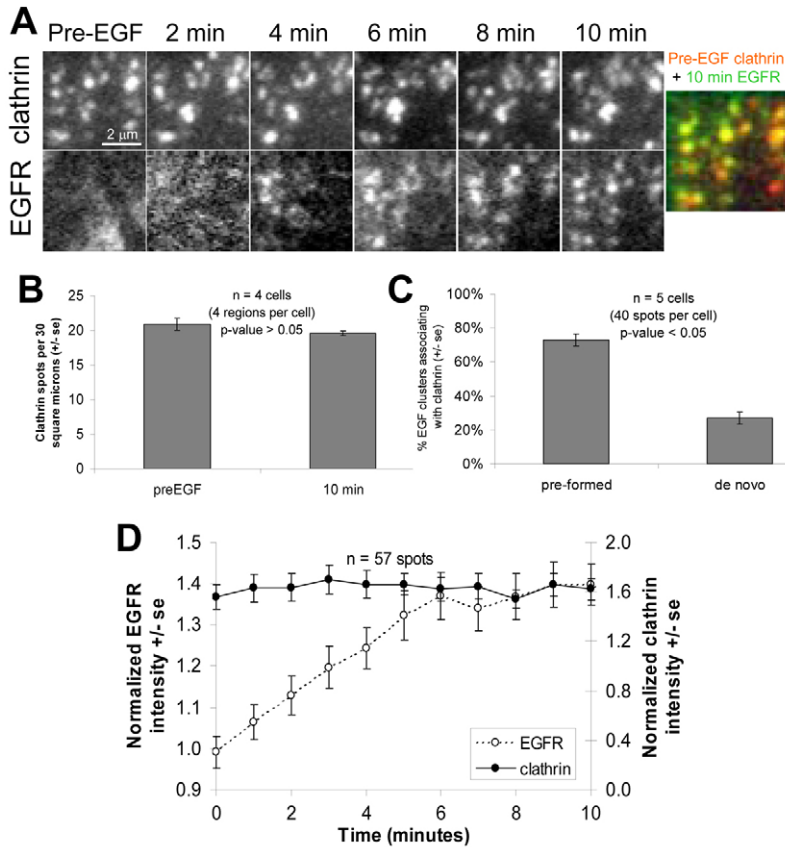 A
Pre-EGF 2 min 4 min 6 min 8 min 10 min
clathrin
2 µm
EGFR
Pre-EGF clathrin
+ 10 min EGFR
B
Clathrin spots per 30
square microns (+/- se)
25
20
15
10
5
0
n = 4 cells
(4 regions per cell)
p-value > 0.05
preEGF 10 min
C
% EGF clusters associating
with clathrin (+/- se)
100%
80%
60%
40%
20%
0%
n = 5 cells
(40 spots per cell)
p-value < 0.05
pre-formed de novo
D
Normalized EGFR
intensity +/- se
1.5
1.4
1.3
1.2
1.1
1.0
0.9
n = 57 spots
EGFR
clathrin
0 2 4 6 8 10
Time (minutes)
2.0
1.6
1.2
0.8
0.4
0.0
Normalized clathrin
intensity +/- se